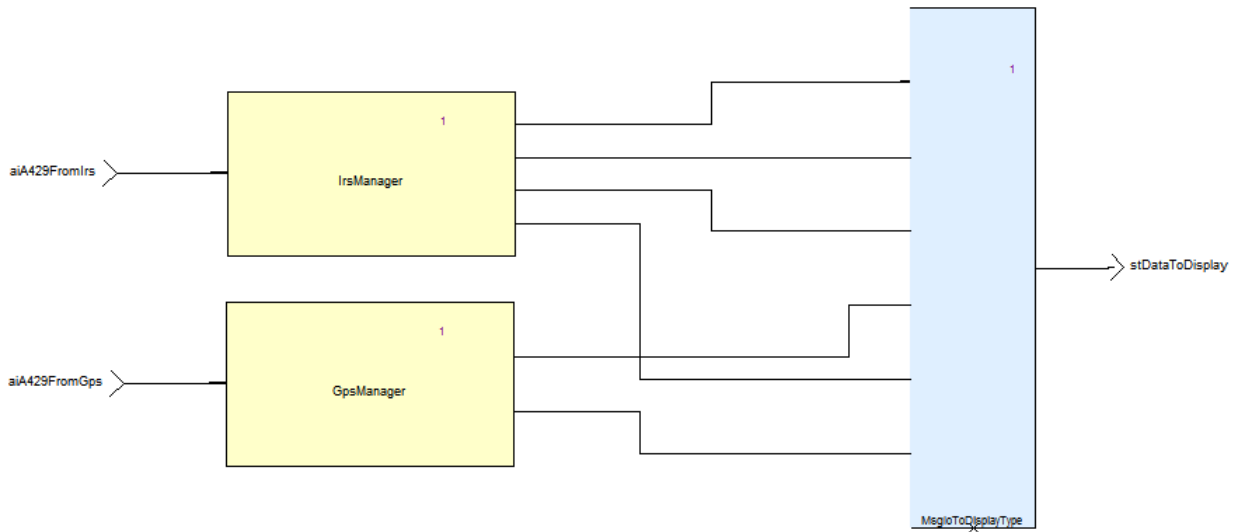 1
1
aiA429FromIrs
IrsManager
stDataToDisplay
1
aiA429FromGps
GpsManager
MsgIoToDisplayType